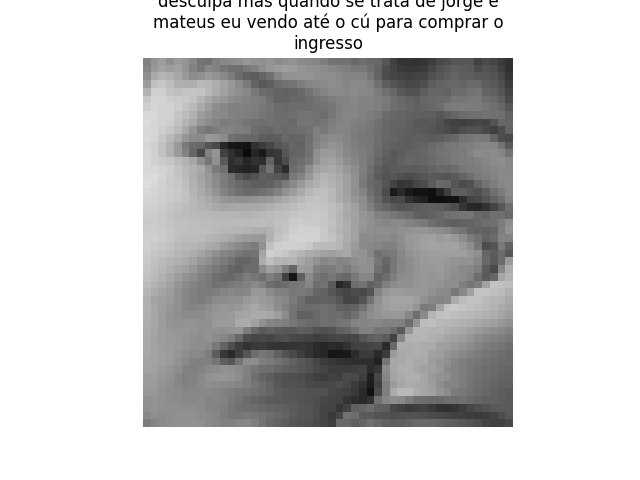 desculpa mas quando se trata de jorge e
mateus eu vendo até o cú para comprar o
ingresso